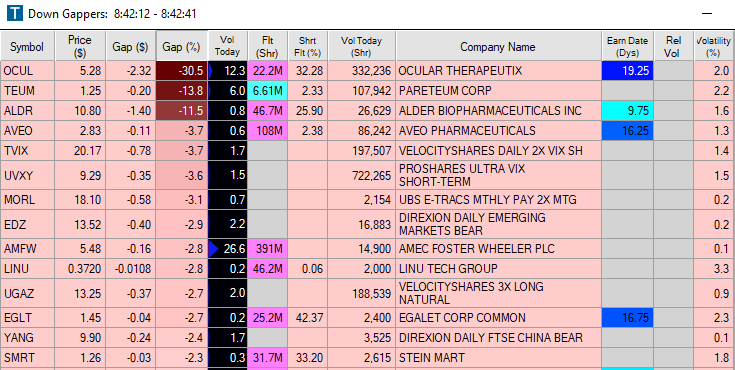 T Down Gappers: 8:42:12 - 8:42:41
Symbol Price ($) Gap ($) Gap (%) Vol Today Flt (Shr) Shrt Flt (%) Vol Today (Shr) Company Name Earn Date (Dys) Rel Vol Volatility (%)
OCUL 5.28 -2.32 -30.5 12.3 22.2M 32.28 332,236 OCULAR THERAPEUTIX 19.25 2.0
TEUM 1.25 -0.20 -13.8 6.0 6.61M 2.33 107,942 PARETEUM CORP 2.2
ALDR 10.80 -1.40 -11.5 0.8 46.7M 25.90 26,629 ALDER BIOPHARMACEUTICALS INC 9.75 1.6
AVEO 2.83 -0.11 -3.7 0.6 108M 2.38 86,242 AVEO PHARMACEUTICALS 16.25 1.3
TVIX 20.17 -0.78 -3.7 1.7 197,507 VELOCITYSHARES DAILY 2X VIX SH 1.4
UVXY 9.29 -0.35 -3.6 1.5 722,265 PROSHARES ULTRA VIX SHORT-TERM 1.5
MORL 18.10 -0.58 -3.1 0.7 2,154 UBS E-TRACS MTHLY PAY 2X MTG 0.2
EDZ 13.52 -0.40 -2.9 2.2 16,883 DIREXION DAILY EMERGING MARKETS BEAR 0.2
AMFW 5.48 -0.16 -2.8 26.6 391M 14,900 AMEC FOSTER WHEELER PLC 0.1
LINU 0.3720 -0.0108 -2.8 0.2 46.2M 0.06 2,000 LINU TECH GROUP 3.3
UGAZ 13.25 -0.37 -2.7 2.0 188,539 VELOCITYSHARES 3X LONG NATURAL 0.9
EGLT 1.45 -0.04 -2.7 0.2 25.2M 42.37 2,400 EGALET CORP COMMON 16.75 2.3
YANG 9.90 -0.24 -2.4 1.7 3,525 DIREXION DAILY FTSE CHINA BEAR 0.1
SMRT 1.26 -0.03 -2.3 0.3 31.7M 33.20 2,615 STEIN MART 1.8